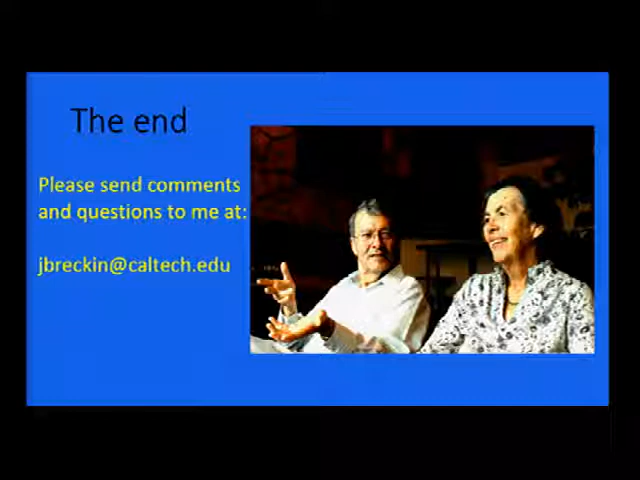 The end
Please send comments
and questions to me at:
jbreckin@caltech.edu